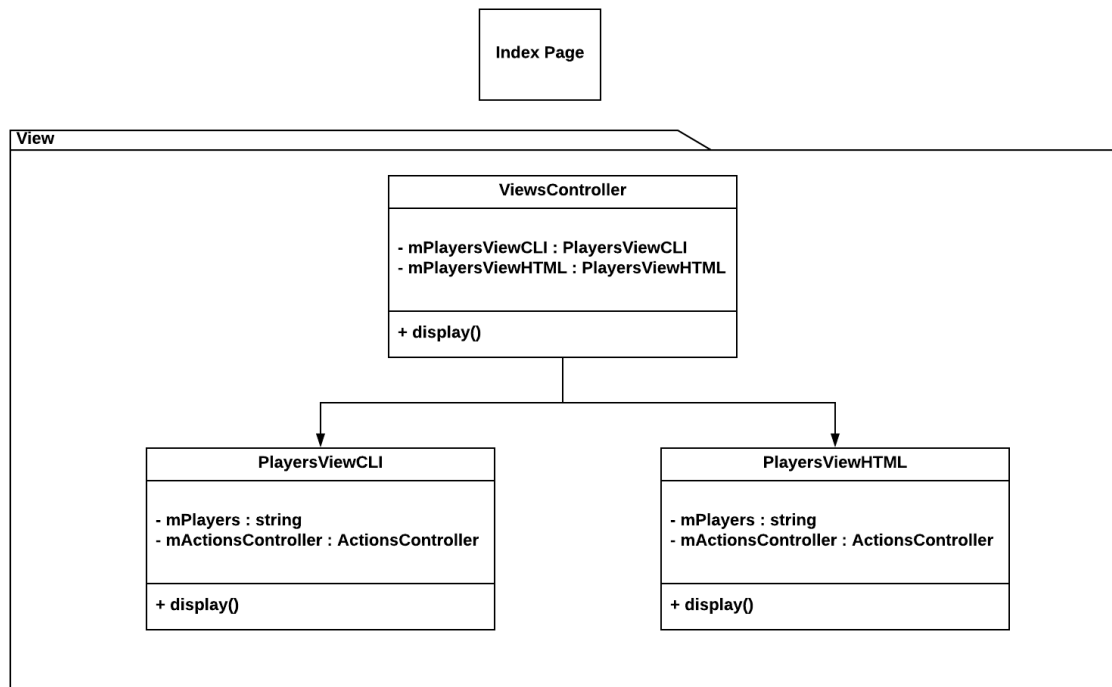 Index Page
View
ViewsController
- mPlayersViewCLI : PlayersViewCLI
- mPlayersViewHTML : PlayersViewHTML
+ display()
PlayersViewCLI
- mPlayers : string
- mActionsController : ActionsController
+ display()
PlayersViewHTML
- mPlayers : string
- mActionsController : ActionsController
+ display()